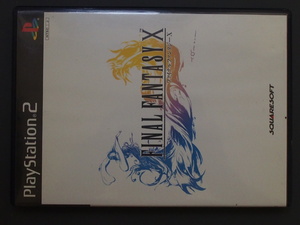 PlayStation 2
FINAL FANTASY X
SQUARESOFT